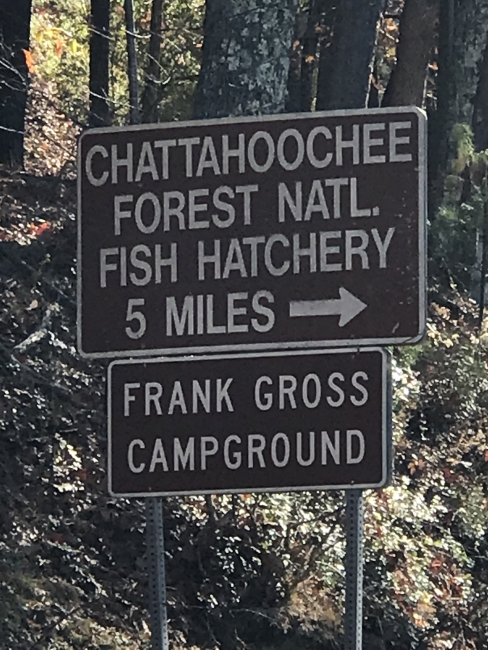 CHATTAHOOCHEE
FOREST NATL.
FISH HATCHERY
5 MILES →
FRANK GROSS
CAMPGROUND